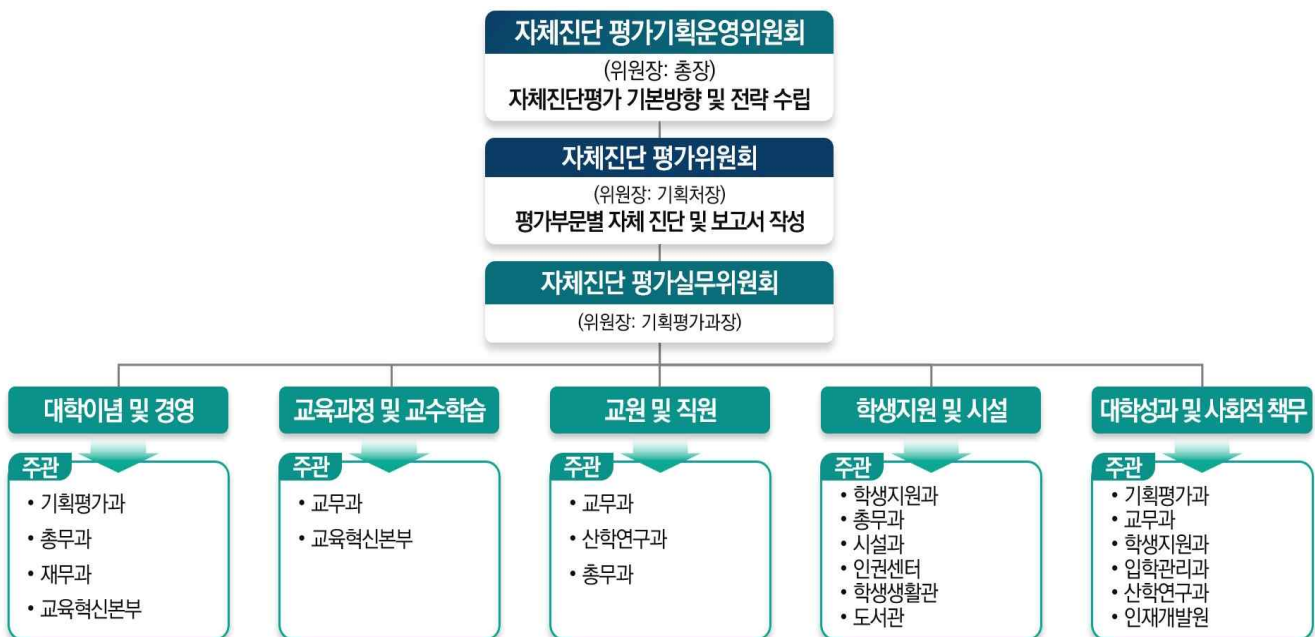 자체진단 평가기획운영위원회
(위원장: 총장)
자체진단평가 기본방향 및 전략 수립
자체진단 평가위원회
(위원장: 기획처장)
평가부문별 자체 진단 및 보고서 작성
자체진단 평가실무위원회
(위원장: 기획평가과장)
대학이념 및 경영
주관
• 기획평가과
• 총무과
• 재무과
• 교육혁신본부
교육과정 및 교수학습
주관
• 교무과
• 교육혁신본부
교원 및 직원
주관
• 교무과
• 산학연구과
• 총무과
학생지원 및 시설
주관
• 학생지원과
• 총무과
• 시설과
• 인권센터
• 학생생활관
• 도서관
대학성과 및 사회적 책무
주관
• 기획평가과
• 교무과
• 학생지원과
• 입학관리과
• 산학연구과
• 인재개발원